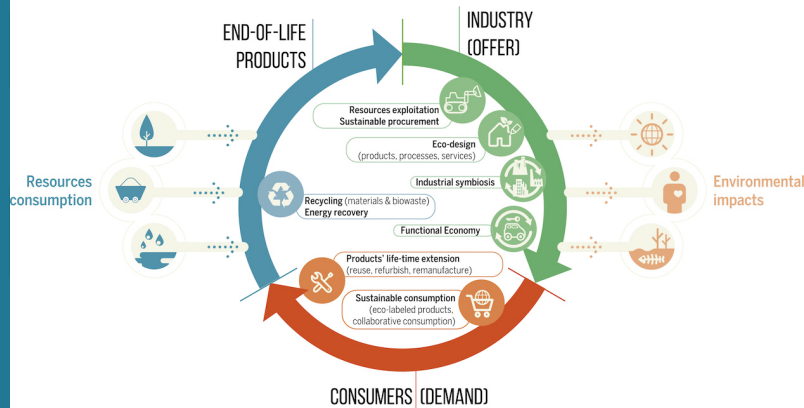 END-OF-LIFE
PRODUCTS
INDUSTRY
(OFFER)
Resources exploitation
Sustainable procurement
Eco-design
(products, processes, services)
Industrial symbiosis
Functional Economy
Recycling (materials & biowaste)
Energy recovery
Resources
consumption
Environmental
impacts
Products' life-time extension
(reuse, refurbish, remanufacture)
Sustainable consumption
(eco-labeled products,
collaborative consumption)
CONSUMERS (DEMAND)